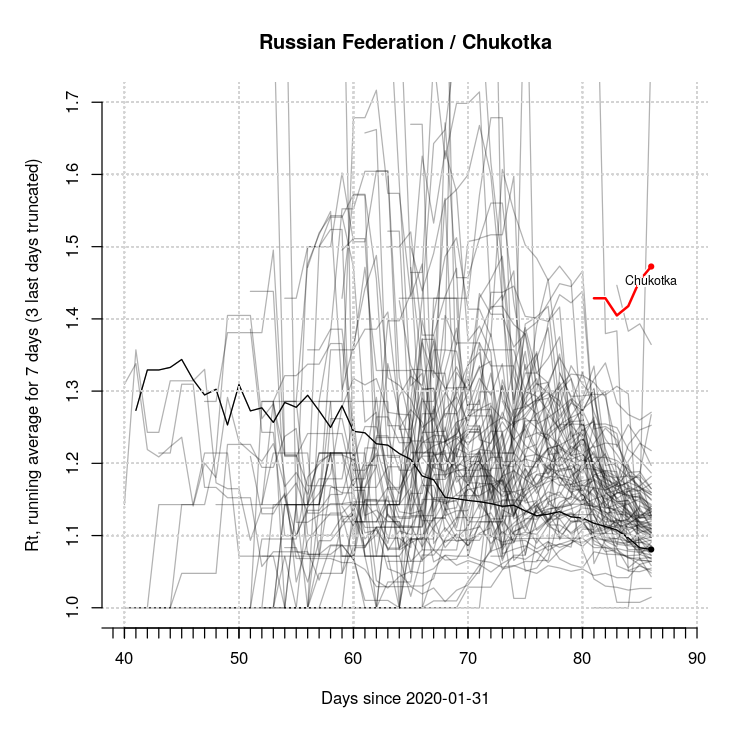 Russian Federation / Chukotka
Rt, running average for 7 days (3 last days truncated)
1.7
1.6
1.5
1.4
1.3
1.2
1.1
1.0
Chukotka
40 50 60 70 80 90
Days since 2020-01-31